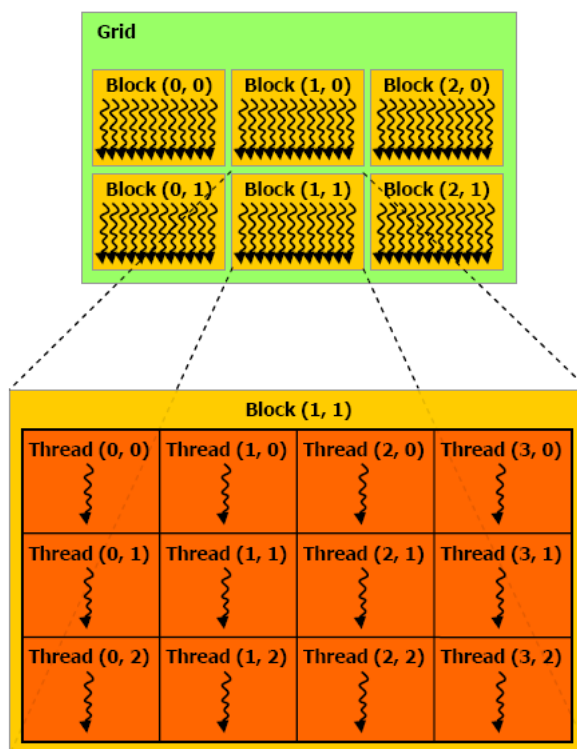 Grid
Block (0, 0) Block (1, 0) Block (2, 0)
Block (0, 1) Block (1, 1) Block (2, 1)
Block (1, 1)
Thread (0, 0) Thread (1, 0) Thread (2, 0) Thread (3, 0)
Thread (0, 1) Thread (1, 1) Thread (2, 1) Thread (3, 1)
Thread (0, 2) Thread (1, 2) Thread (2, 2) Thread (3, 2)